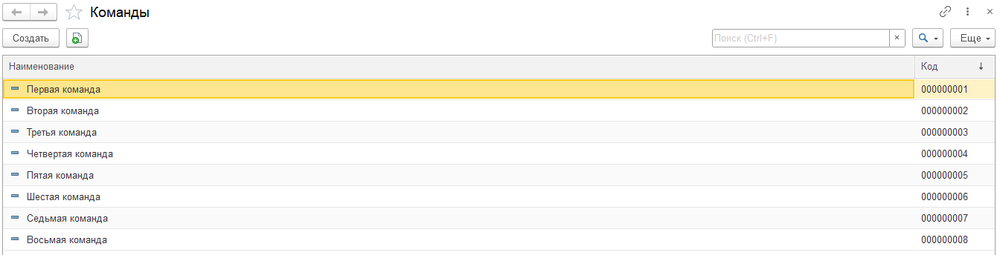 Команды
Создать
Поиск (Ctrl+F)
×
Еще
Наименование
Код ↓
Первая команда 000000001
Вторая команда 000000002
Третья команда 000000003
Четвертая команда 000000004
Пятая команда 000000005
Шестая команда 000000006
Седьмая команда 000000007
Восьмая команда 000000008